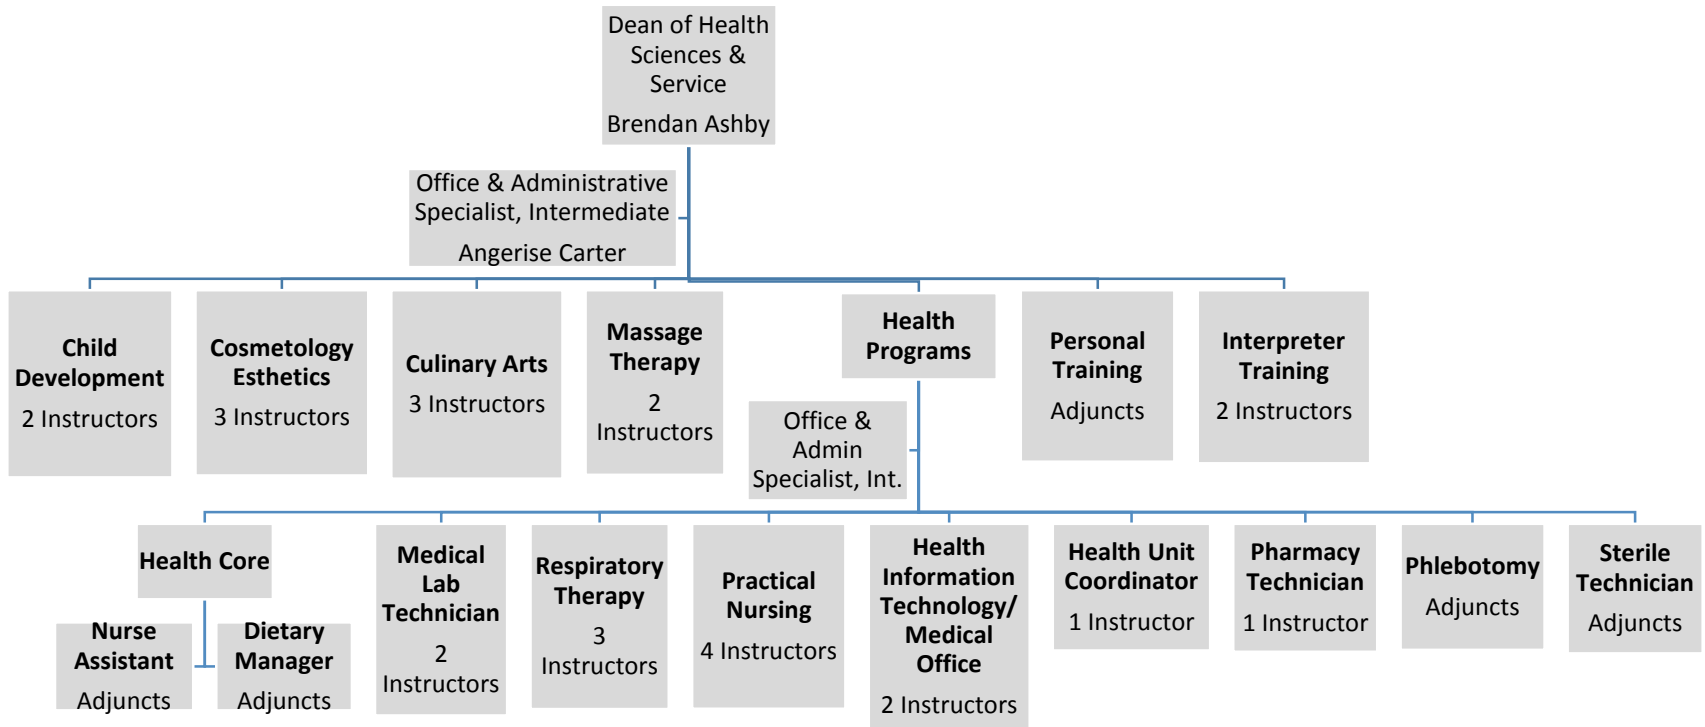 Dean of Health
Sciences &
Service
Brendan Ashby
Office & Administrative
Specialist, Intermediate
Angerise Carter
Child
Development
2 Instructors
Cosmetology
Esthetics
3 Instructors
Culinary Arts
3 Instructors
Massage
Therapy
2
Instructors
Health
Programs
Personal
Training
Adjuncts
Interpreter
Training
2 Instructors
Office &
Admin
Specialist, Int.
Health Core
Nurse
Assistant
Adjuncts
Dietary
Manager
Adjuncts
Medical
Lab
Technician
2
Instructors
Respiratory
Therapy
3
Instructors
Practical
Nursing
4 Instructors
Health
Information
Technology/
Medical
Office
2 Instructors
Health Unit
Coordinator
1 Instructor
Pharmacy
Technician
1 Instructor
Phlebotomy
Adjuncts
Sterile
Technician
Adjuncts